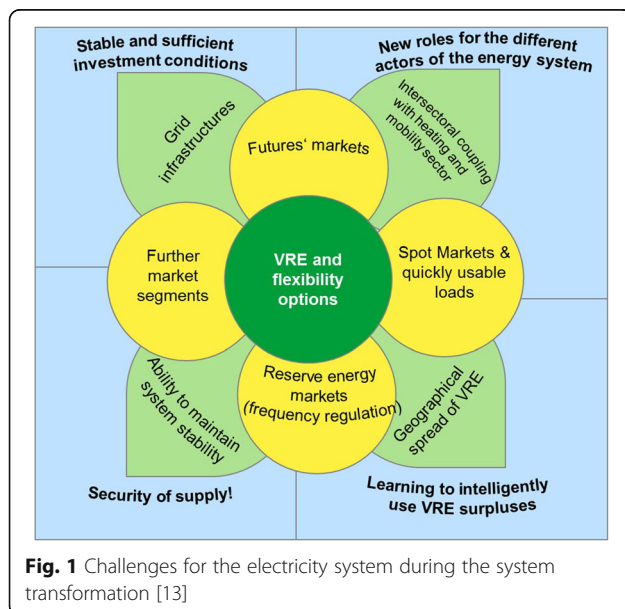 Stable and sufficient
investment conditions
New roles for the different
actors of the energy system
Grid
infrastructures
Futures' markets
Intersectoral coupling
with heating and
mobility sector
Further
market
segments
VRE and
flexibility
options
Spot Markets &
quickly usable
loads
Ability to maintain
system stability
Reserve energy
markets
(frequency regulation)
Geographical
spread of VRE
Security of supply!
Learning to intelligently
use VRE surpluses
Fig. 1 Challenges for the electricity system during the system
transformation [13]